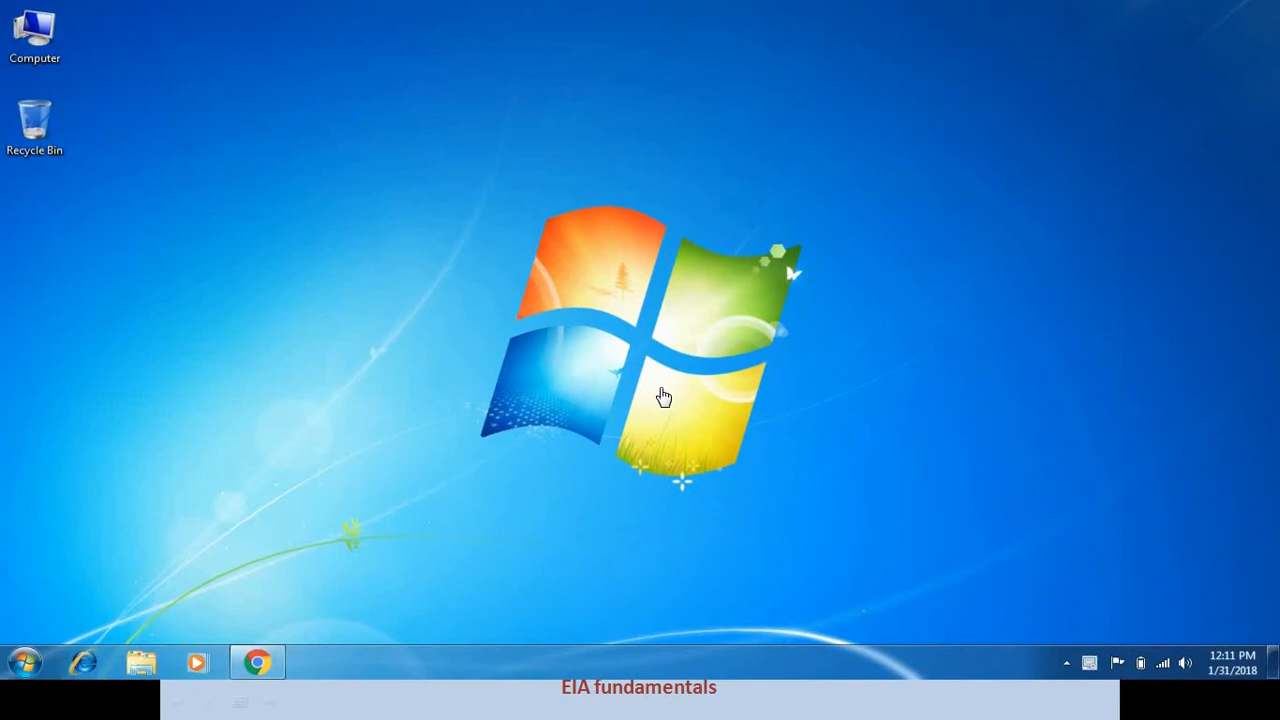 Computer
Recycle Bin
12:11 PM
1/31/2018
EIA fundamentals